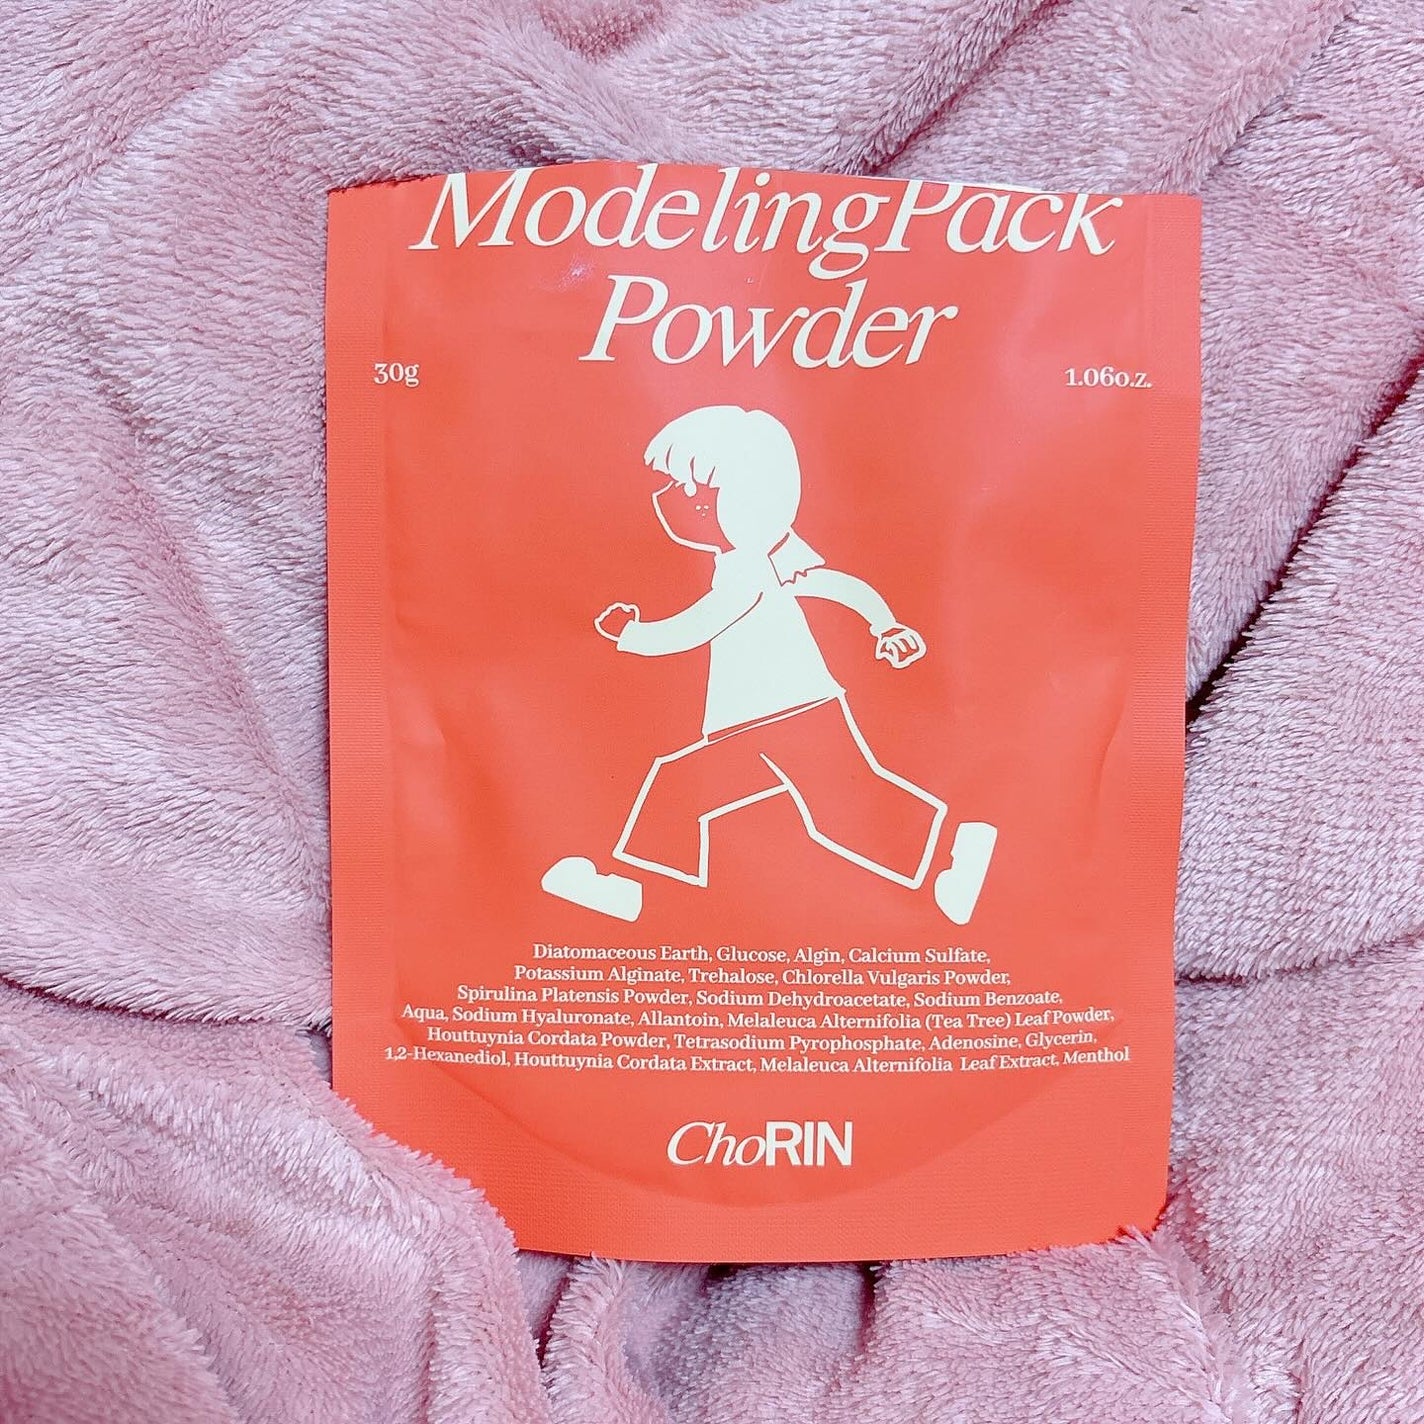 ModelingPack
Powder
30g
1.06o.z.
Diatomaceous Earth, Glucose, Algin, Calcium Sulfate,
Potassium Alginate, Trehalose, Chlorella Vulgaris Powder,
Spirulina Platensis Powder, Sodium Dehydroacetate, Sodium Benzoate,
Aqua, Sodium Hyaluronate, Allantoin, Melaleuca Alternifolia (Tea Tree) Leaf Powder,
Houttuynia Cordata Powder, Tetrasodium Pyrophosphate, Adenosine, Glycerin,
1,2-Hexanediol, Houttuynia Cordata Extract, Melaleuca Alternifolia Leaf Extract, Menthol
ChoRIN